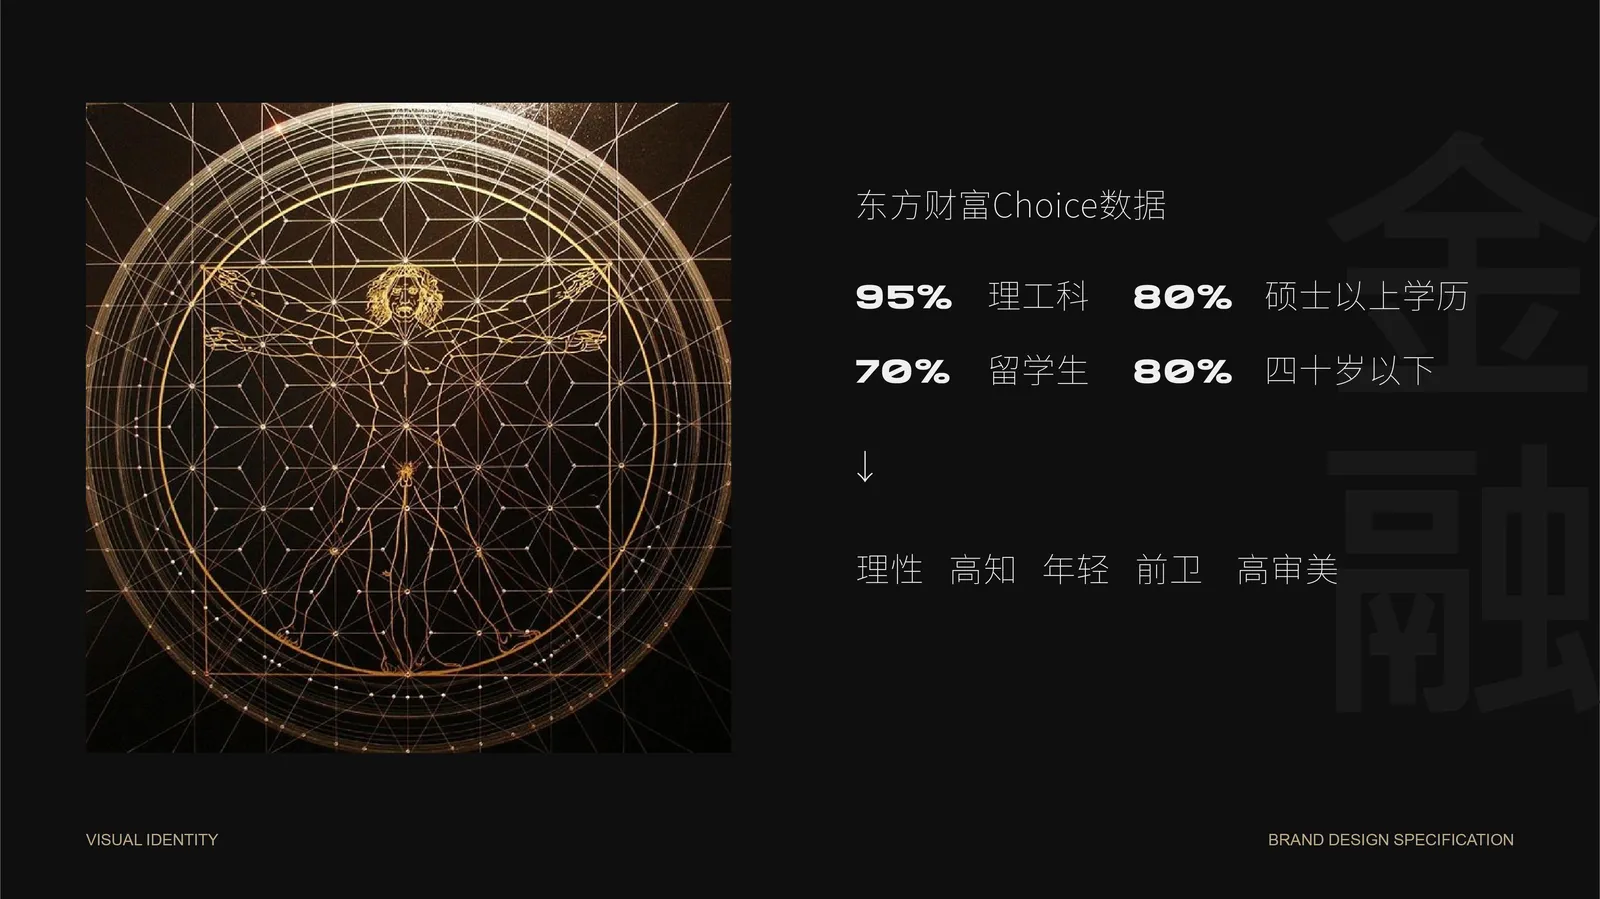 东方财富Choice数据
95% 理工科 80% 硕士以上学历
70% 留学生 80% 四十岁以下
↓
理性 高知 年轻 前卫 高审美
金
融
VISUAL IDENTITY
BRAND DESIGN SPECIFICATION